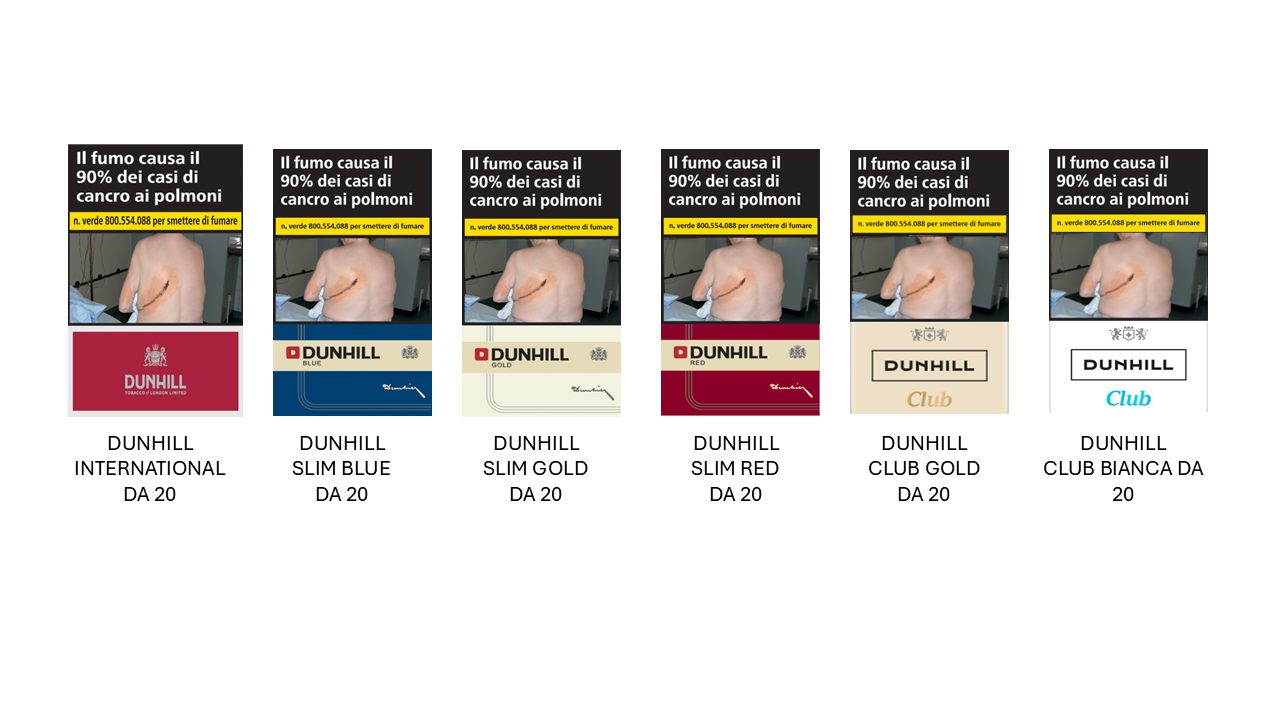 Il fumo causa il
90% dei casi di
cancro ai polmoni
n. verde 800.554.088 per smettere di fumare
DUNHILL
TOBACCO of LONDON LIMITED
DUNHILL
INTERNATIONAL
DA 20
Il fumo causa il
90% dei casi di
cancro ai polmoni
n. verde 800.554.088 per smettere di fumare
DUNHILL
BLUE
Dunhill
DUNHILL
SLIM BLUE
DA 20
Il fumo causa il
90% dei casi di
cancro ai polmoni
n. verde 800.554.088 per smettere di fumare
DUNHILL
GOLD
Dunhill
DUNHILL
SLIM GOLD
DA 20
Il fumo causa il
90% dei casi di
cancro ai polmoni
n. verde 800.554.088 per smettere di fumare
DUNHILL
RED
Dunhill
DUNHILL
SLIM RED
DA 20
Il fumo causa il
90% dei casi di
cancro ai polmoni
n. verde 800.554.088 per smettere di fumare
DUNHILL
Club
DUNHILL
CLUB GOLD
DA 20
Il fumo causa il
90% dei casi di
cancro ai polmoni
n. verde 800.554.088 per smettere di fumare
DUNHILL
Club
DUNHILL
CLUB BIANCA DA
20